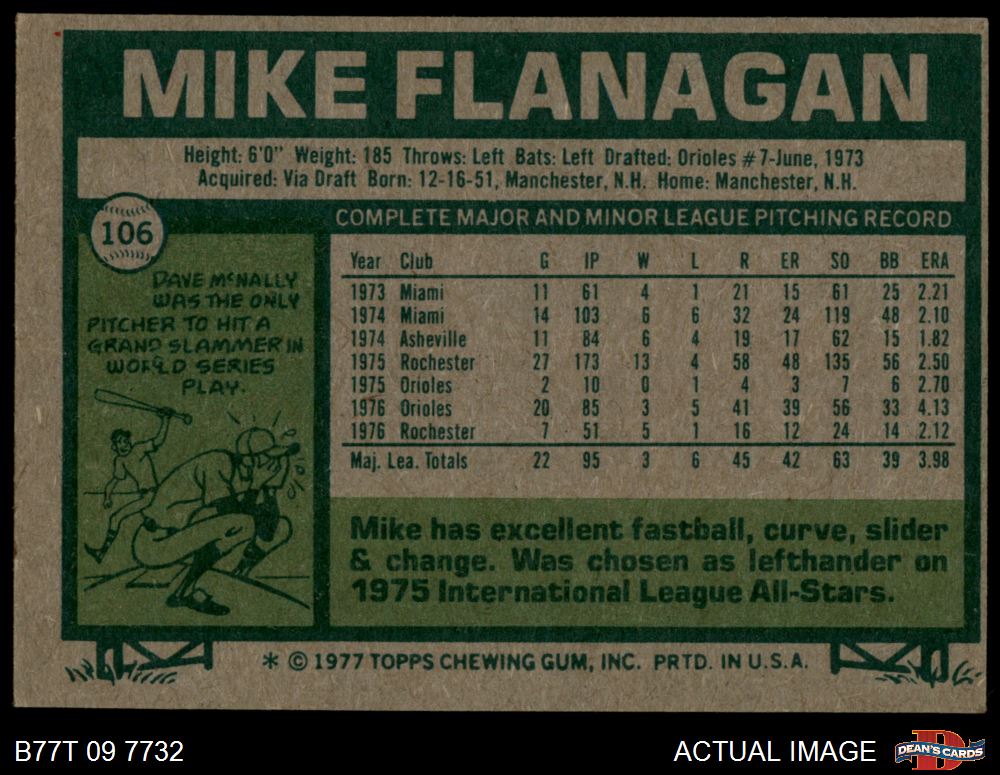 MIKE FLANAGAN
Height: 6'0" Weight: 185 Throws: Left Bats: Left Drafted: Orioles #7-June, 1973
Acquired: Via Draft Born: 12-16-51, Manchester, N.H. Home: Manchester, N.H.
106
DAVE McNALLY
WAS THE ONLY
PITCHER TO HIT A
GRAND SLAMMER IN
WORLD SERIES
PLAY.
COMPLETE MAJOR AND MINOR LEAGUE PITCHING RECORD
Year Club G IP W L R ER SO BB ERA
1973 Miami 11 61 4 1 21 15 61 25 2.21
1974 Miami 14 103 6 6 32 24 119 48 2.10
1974 Asheville 11 84 6 4 19 17 62 15 1.82
1975 Rochester 27 173 13 4 58 48 135 56 2.50
1975 Orioles 2 10 0 1 4 3 7 6 2.70
1976 Orioles 20 85 3 5 41 39 56 33 4.13
1976 Rochester 7 51 5 1 16 12 24 14 2.12
Maj. Lea. Totals 22 95 3 6 45 42 63 39 3.98
Mike has excellent fastball, curve, slider
& change. Was chosen as lefthander on
1975 International League All-Stars.
* © 1977 TOPPS CHEWING GUM, INC. PRTD. IN U.S.A.
B77T 09 7732
ACTUAL IMAGE
DEAN'S CARDS